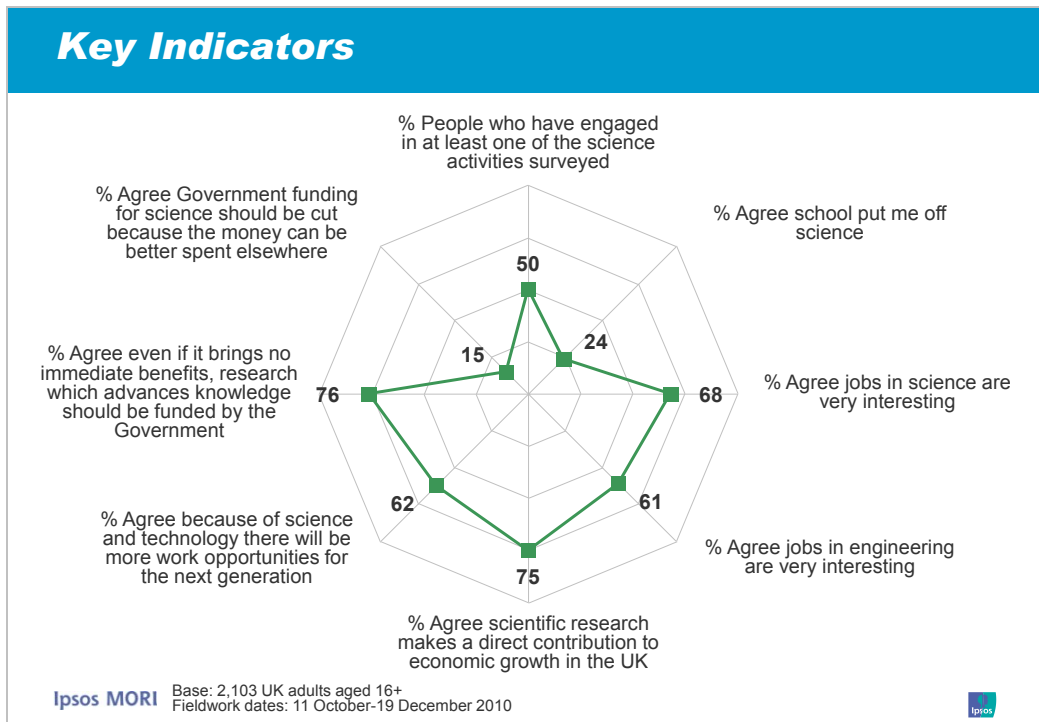 Key Indicators
% People who have engaged
in at least one of the science
activities surveyed
% Agree Government funding
for science should be cut
because the money can be
better spent elsewhere
% Agree school put me off
science
50
15
24
% Agree even if it brings no
immediate benefits, research
which advances knowledge
should be funded by the
Government
76
68
% Agree jobs in science are
very interesting
62
61
% Agree because of science
and technology there will be
more work opportunities for
the next generation
75
% Agree jobs in engineering
are very interesting
% Agree scientific research
makes a direct contribution to
economic growth in the UK
Ipsos MORI
Base: 2,103 UK adults aged 16+
Fieldwork dates: 11 October-19 December 2010
Ipsos